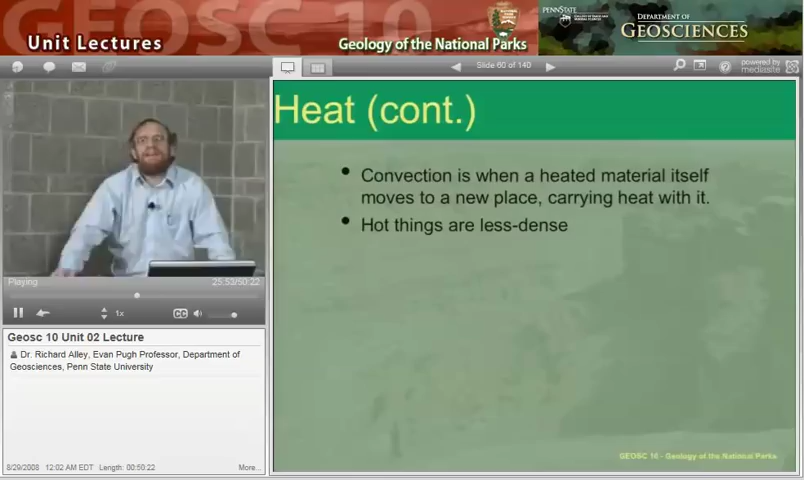 GEOSC 10
Unit Lectures
Geology of the National Parks
PENNSTATE
DEPARTMENT OF
GEOSCIENCES
Slide 60 of 140
powered by
mediasite
Heat (cont.)
• Convection is when a heated material itself
moves to a new place, carrying heat with it.
• Hot things are less-dense
Playing
25:53/50:22
1x
CC
Geosc 10 Unit 02 Lecture
Dr. Richard Alley, Evan Pugh Professor, Department of
Geosciences, Penn State University
8/29/2008 12:02 AM EDT Length: 00:50:22
More...
GEOSC 10 - Geology of the National Parks